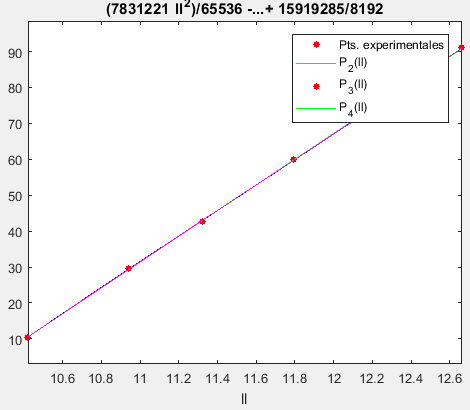 (7831221 ll²)/65536 -...+ 15919285/8192
90
80
70
60
50
40
30
20
10
Pts. experimentales
P₂(ll)
P₃(ll)
P₄(ll)
10.6 10.8 11 11.2 11.4 11.6 11.8 12 12.2 12.4 12.6
ll